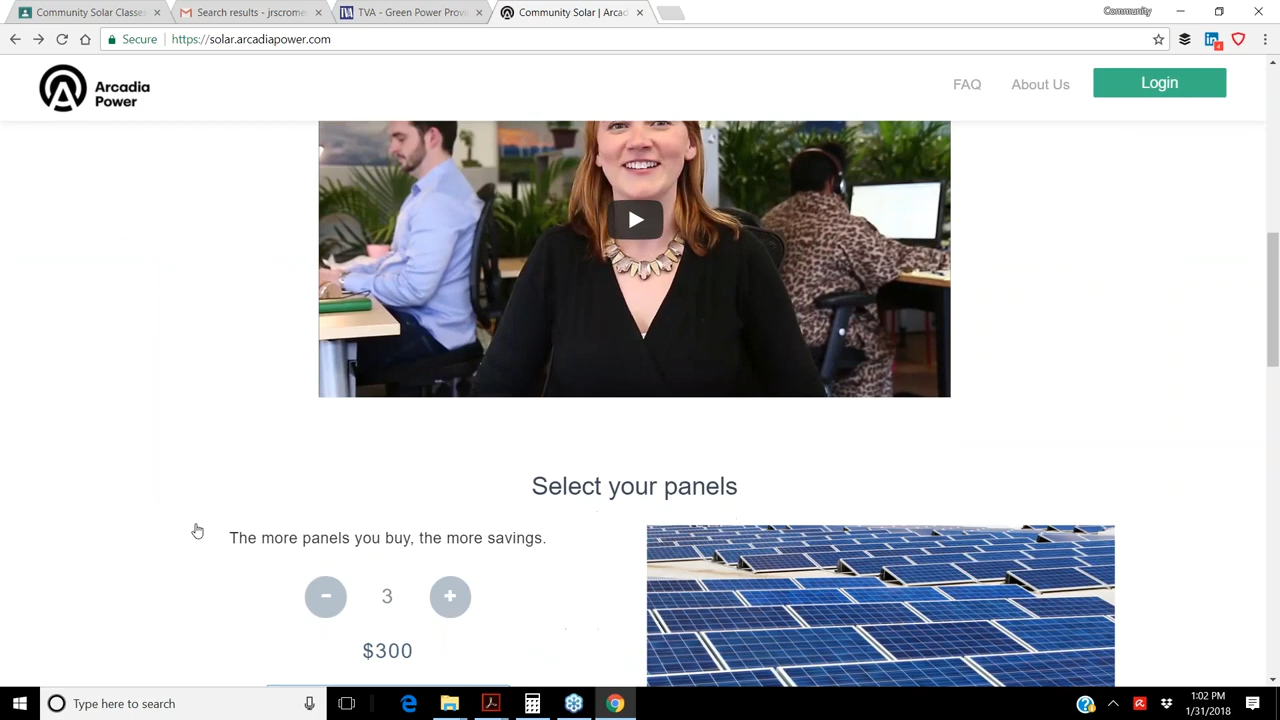 Community Solar Classes
Search results - jrscrome
TVA - Green Power Provi
Community Solar | Arcad
Community
Secure
https://solar.arcadiapower.com
4
Arcadia
Power
FAQ
About Us
Login
Select your panels
The more panels you buy, the more savings.
3
$300
Type here to search
1:02 PM
1/31/2018